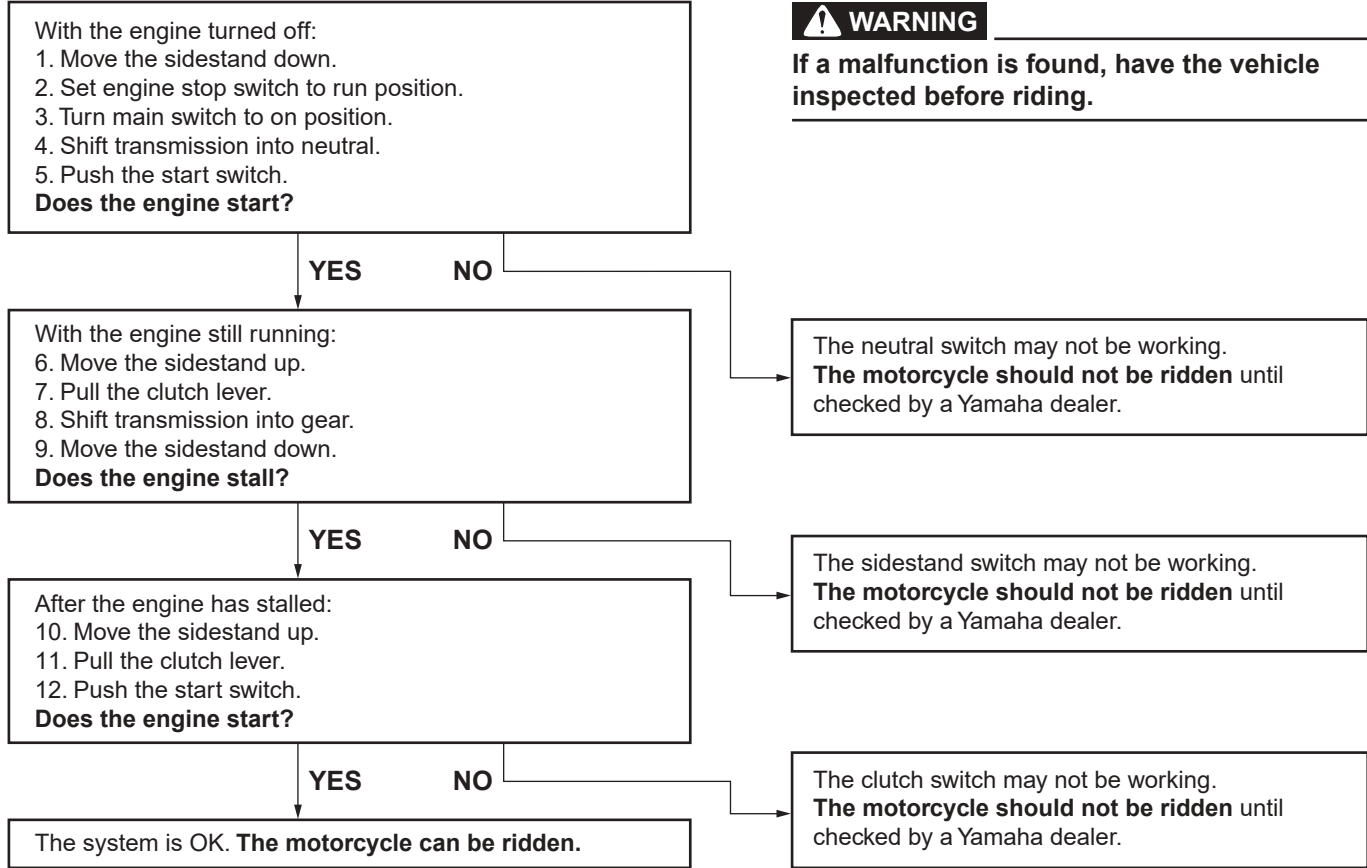 With the engine turned off:
1. Move the sidestand down.
2. Set engine stop switch to run position.
3. Turn main switch to on position.
4. Shift transmission into neutral.
5. Push the start switch.
Does the engine start?
WARNING
If a malfunction is found, have the vehicle
inspected before riding.
YES NO
With the engine still running:
6. Move the sidestand up.
7. Pull the clutch lever.
8. Shift transmission into gear.
9. Move the sidestand down.
Does the engine stall?
The neutral switch may not be working.
The motorcycle should not be ridden until
checked by a Yamaha dealer.
YES NO
After the engine has stalled:
10. Move the sidestand up.
11. Pull the clutch lever.
12. Push the start switch.
Does the engine start?
The sidestand switch may not be working.
The motorcycle should not be ridden until
checked by a Yamaha dealer.
YES NO
The system is OK. The motorcycle can be ridden.
The clutch switch may not be working.
The motorcycle should not be ridden until
checked by a Yamaha dealer.